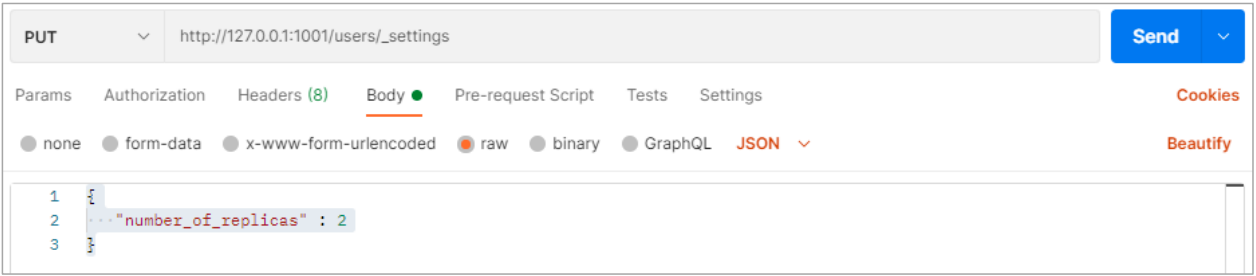 PUT http://127.0.0.1:1001/users/_settings Send
Params Authorization Headers (8) Body Pre-request Script Tests Settings Cookies
none form-data x-www-form-urlencoded raw binary GraphQL JSON Beautify
1 {
2 "number_of_replicas" : 2
3 }